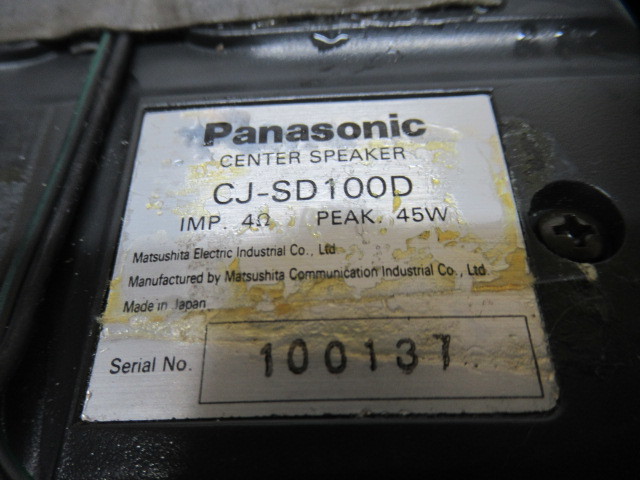 Panasonic
CENTER SPEAKER
CJ-SD100D
IMP. 4Ω PEAK. 45W
Matsushita Electric Industrial Co., Ltd
Manufactured by Matsushita Communication Industrial Co., Ltd.
Made in Japan
Serial No. 100137